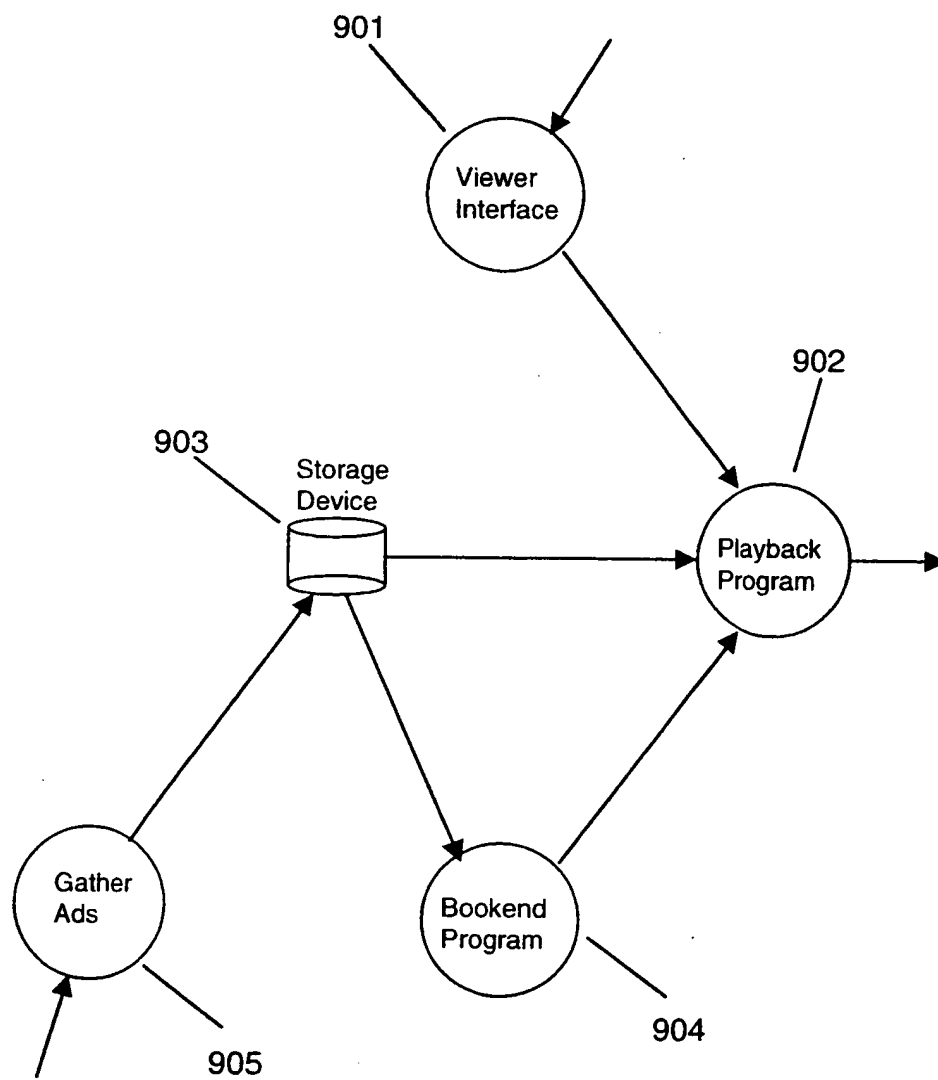 901
Viewer
Interface
902
903
Storage
Device
Playback
Program
Gather
Ads
Bookend
Program
904
905